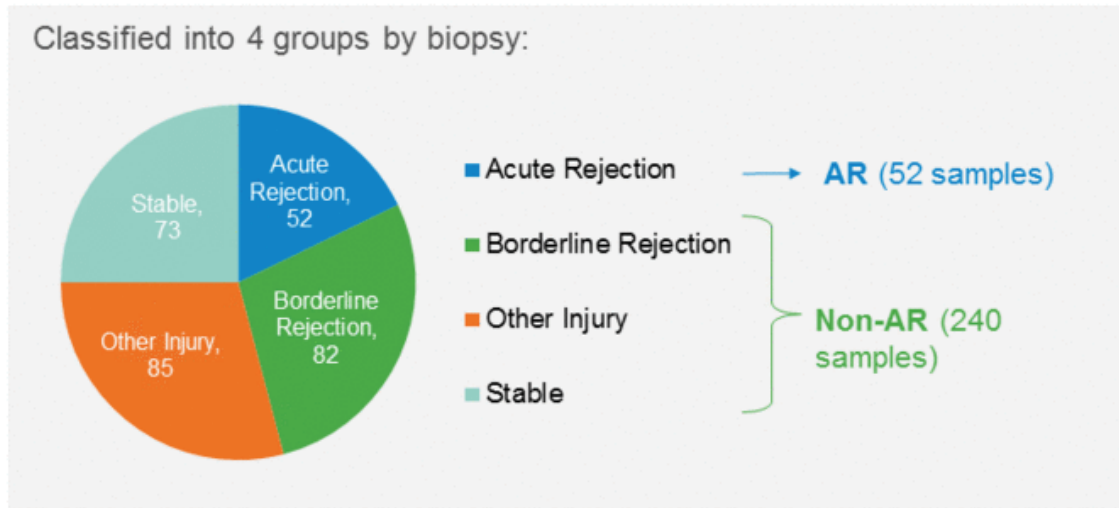 Classified into 4 groups by biopsy:
Acute
Rejection,
52
Stable,
73
Borderline
Rejection,
82
Other Injury,
85
Acute Rejection
Borderline Rejection
Other Injury
Stable
AR (52 samples)
Non-AR (240
samples)